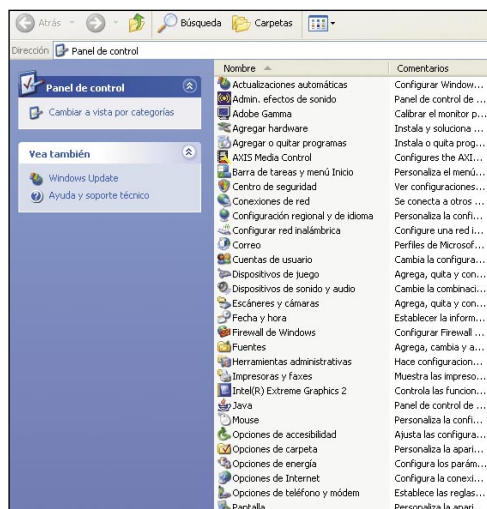 Atrás Búsqueda Carpetas
Dirección Panel de control
Panel de control
Cambiar a vista por categorías
Vea también
Windows Update
Ayuda y soporte técnico
Nombre Comentarios
Actualizaciones automáticas Configurar Window...
Admin. efectos de sonido Panel de control de ...
Adobe Gamma Calibrar el monitor p...
Agregar hardware Instala y soluciona ...
Agregar o quitar programas Instala o quita prog...
AXIS Media Control Configures the AXI...
Barra de tareas y menú Inicio Personaliza el menú...
Centro de seguridad Ver configuraciones...
Conexiones de red Se conecta a otros ...
Configuración regional y de idioma Personaliza la confi...
Configurar red inalámbrica Configure una red i...
Correo Perfiles de Microsof...
Cuentas de usuario Cambia la configura...
Dispositivos de juego Agrega, quita y con...
Dispositivos de sonido y audio Cambie la combinaci...
Escáneres y cámaras Agrega, quita y con...
Fecha y hora Establecer la inform...
Firewall de Windows Configurar Firewall ...
Fuentes Agrega, cambia y a...
Herramientas administrativas Hace configuracion...
Impresoras y faxes Muestra las impreso...
Intel(R) Extreme Graphics 2 Controla las funcion...
Java Panel de control de ...
Mouse Personaliza la confi...
Opciones de accesibilidad Ajusta las configura...
Opciones de carpeta Personaliza la apari...
Opciones de energía Configura los parám...
Opciones de Internet Configura la conexi...
Opciones de teléfono y módem Establece las reglas...
Pantalla Personaliza la apari...